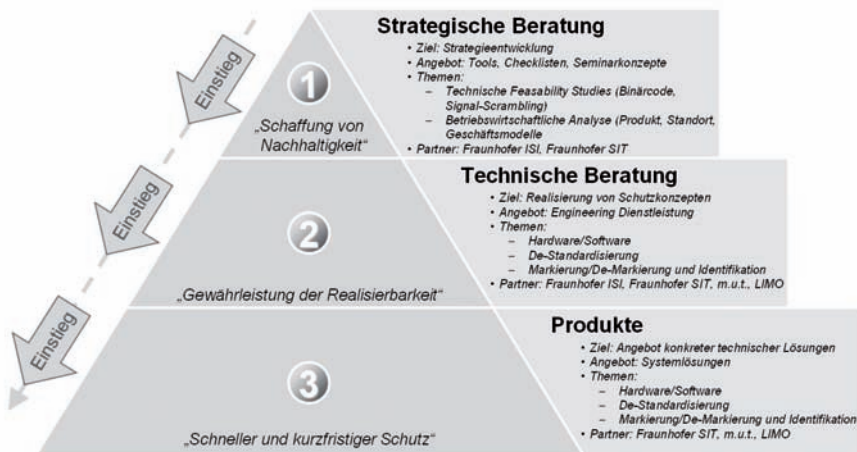 Strategische Beratung
• Ziel: Strategieentwicklung
• Angebot: Tools, Checklisten, Seminarkonzepte
• Themen:
– Technische Feasability Studies (Binärcode,
Signal-Scrambling)
– Betriebswirtschaftliche Analyse (Produkt, Standort,
Geschäftsmodelle
• Partner: Fraunhofer ISI, Fraunhofer SIT
Einstieg
1
„Schaffung von
Nachhaltigkeit“
Technische Beratung
• Ziel: Realisierung von Schutzkonzepten
• Angebot: Engineering Dienstleistung
• Themen:
– Hardware/Software
– De-Standardisierung
– Markierung/De-Markierung und Identifikation
• Partner: Fraunhofer ISI, Fraunhofer SIT, m.u.t., LIMO
Einstieg
2
„Gewährleistung der Realisierbarkeit“
Produkte
• Ziel: Angebot konkreter technischer Lösungen
• Angebot: Systemlösungen
• Themen:
– Hardware/Software
– De-Standardisierung
– Markierung/De-Markierung und Identifikation
• Partner: Fraunhofer SIT, m.u.t., LIMO
Einstieg
3
„Schneller und kurzfristiger Schutz“